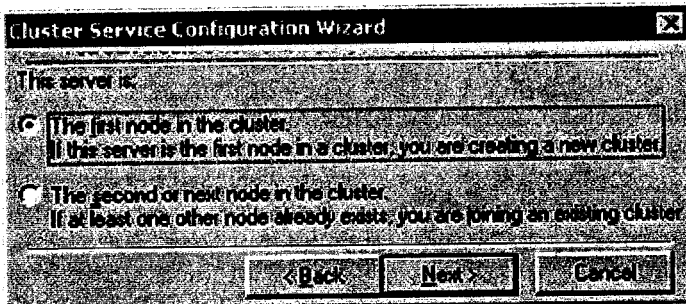 Cluster Service Configuration Wizard
This server is:
The first node in the cluster.
If this server is the first node in a cluster, you are creating a new cluster.
The second or next node in the cluster.
If at least one other node already exists, you are joining an existing cluster
< Back
Next >
Cancel